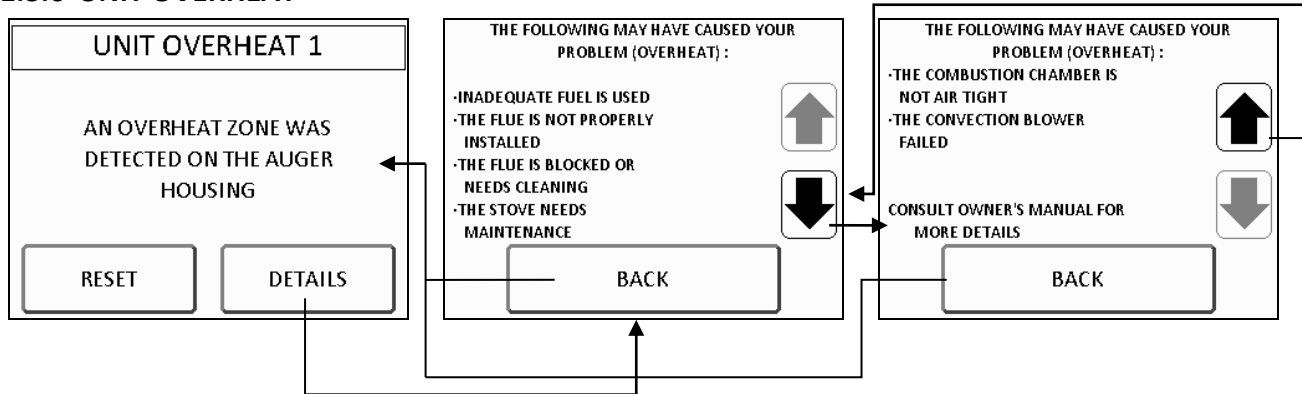 UNIT OVERHEAT 1
AN OVERHEAT ZONE WAS
DETECTED ON THE AUGER
HOUSING
RESET
DETAILS
THE FOLLOWING MAY HAVE CAUSED YOUR
PROBLEM (OVERHEAT) :
·INADEQUATE FUEL IS USED
·THE FLUE IS NOT PROPERLY
INSTALLED
·THE FLUE IS BLOCKED OR
NEEDS CLEANING
·THE STOVE NEEDS
MAINTENANCE
BACK
THE FOLLOWING MAY HAVE CAUSED YOUR
PROBLEM (OVERHEAT) :
·THE COMBUSTION CHAMBER IS
NOT AIR TIGHT
·THE CONVECTION BLOWER
FAILED
CONSULT OWNER'S MANUAL FOR
MORE DETAILS
BACK